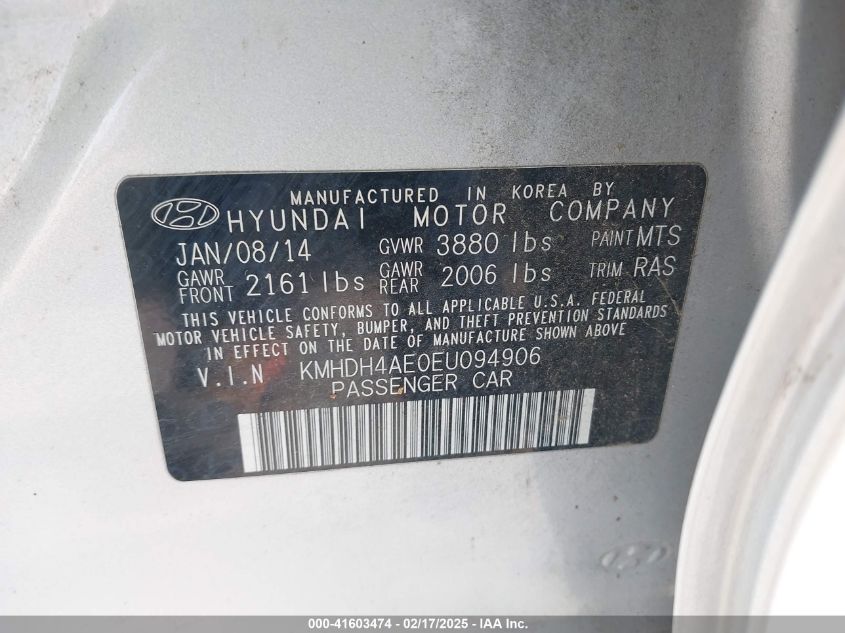 MANUFACTURED IN KOREA BY
HYUNDAI MOTOR COMPANY
JAN/08/14 GVWR 3880 lbs PAINT MTS
GAWR FRONT 2161 lbs GAWR REAR 2006 lbs TRIM RAS
THIS VEHICLE CONFORMS TO ALL APPLICABLE U.S.A. FEDERAL
MOTOR VEHICLE SAFETY, BUMPER, AND THEFT PREVENTION STANDARDS
IN EFFECT ON THE DATE OF MANUFACTURE SHOWN ABOVE
V.I.N KMHDH4AE0EU094906
PASSENGER CAR
000-41603474 - 02/17/2025 - IAA Inc.